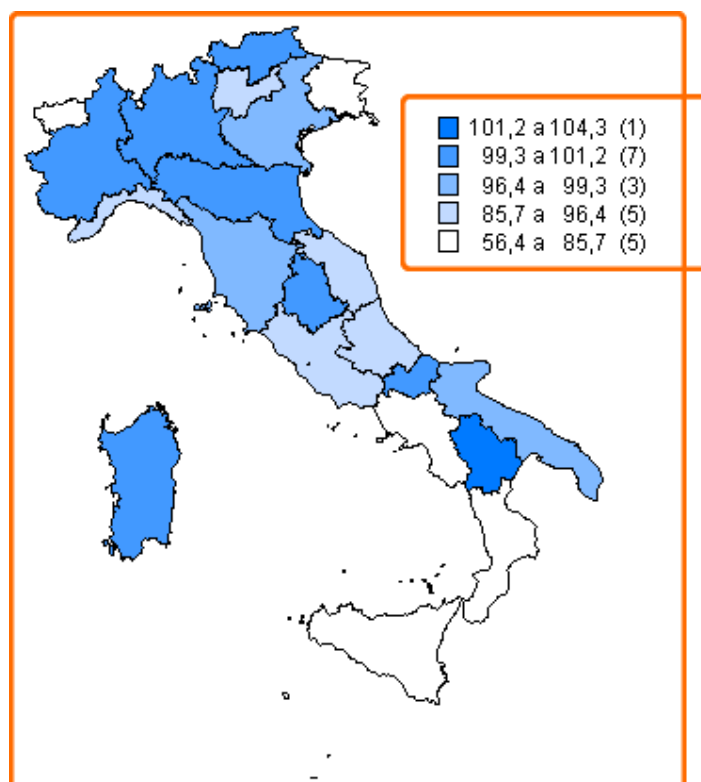 101,2 a 104,3 (1)
99,3 a 101,2 (7)
96,4 a 99,3 (3)
85,7 a 96,4 (5)
56,4 a 85,7 (5)